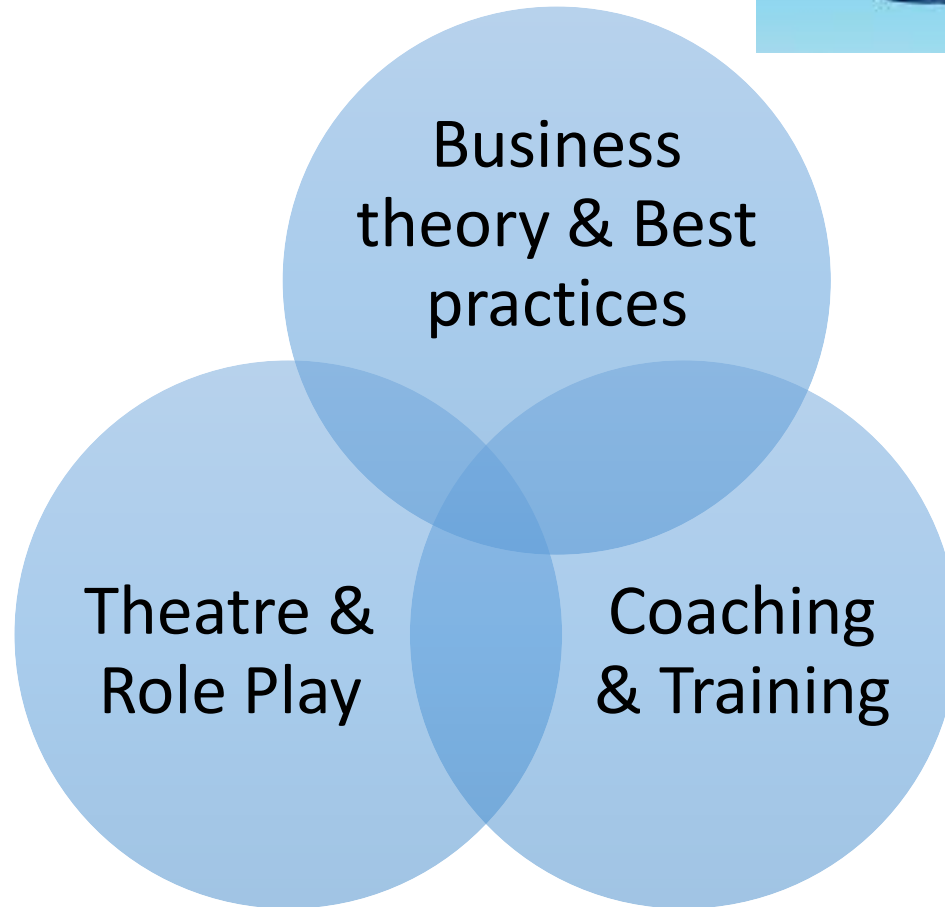 Business
theory & Best
practices
Theatre &
Role Play
Coaching
& Training